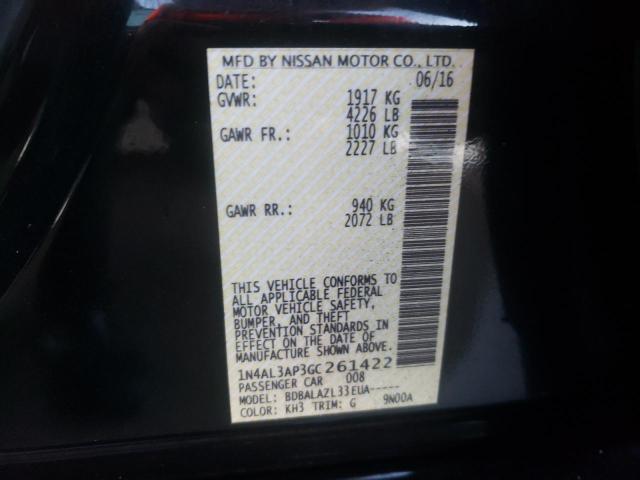 MFD BY NISSAN MOTOR CO., LTD.
DATE: 06/16
GVWR: 1917 KG
4226 LB
GAWR FR.: 1010 KG
2227 LB
GAWR RR.: 940 KG
2072 LB
THIS VEHICLE CONFORMS TO
ALL APPLICABLE FEDERAL
MOTOR VEHICLE SAFETY,
BUMPER, AND THEFT
PREVENTION STANDARDS IN
EFFECT ON THE DATE OF
MANUFACTURE SHOWN ABOVE.
1N4AL3AP3GC261422
PASSENGER CAR 008
MODEL: BDBALAZL33EUA-----
COLOR: KH3 TRIM: G 9N00A